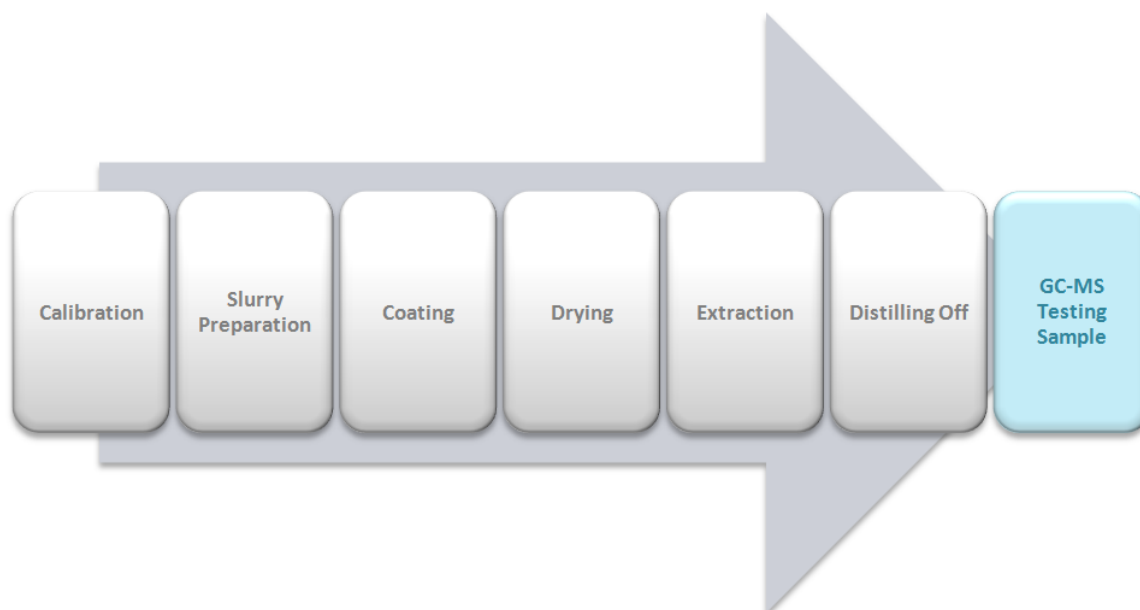 Calibration
Slurry
Preparation
Coating
Drying
Extraction
Distilling Off
GC-MS
Testing
Sample